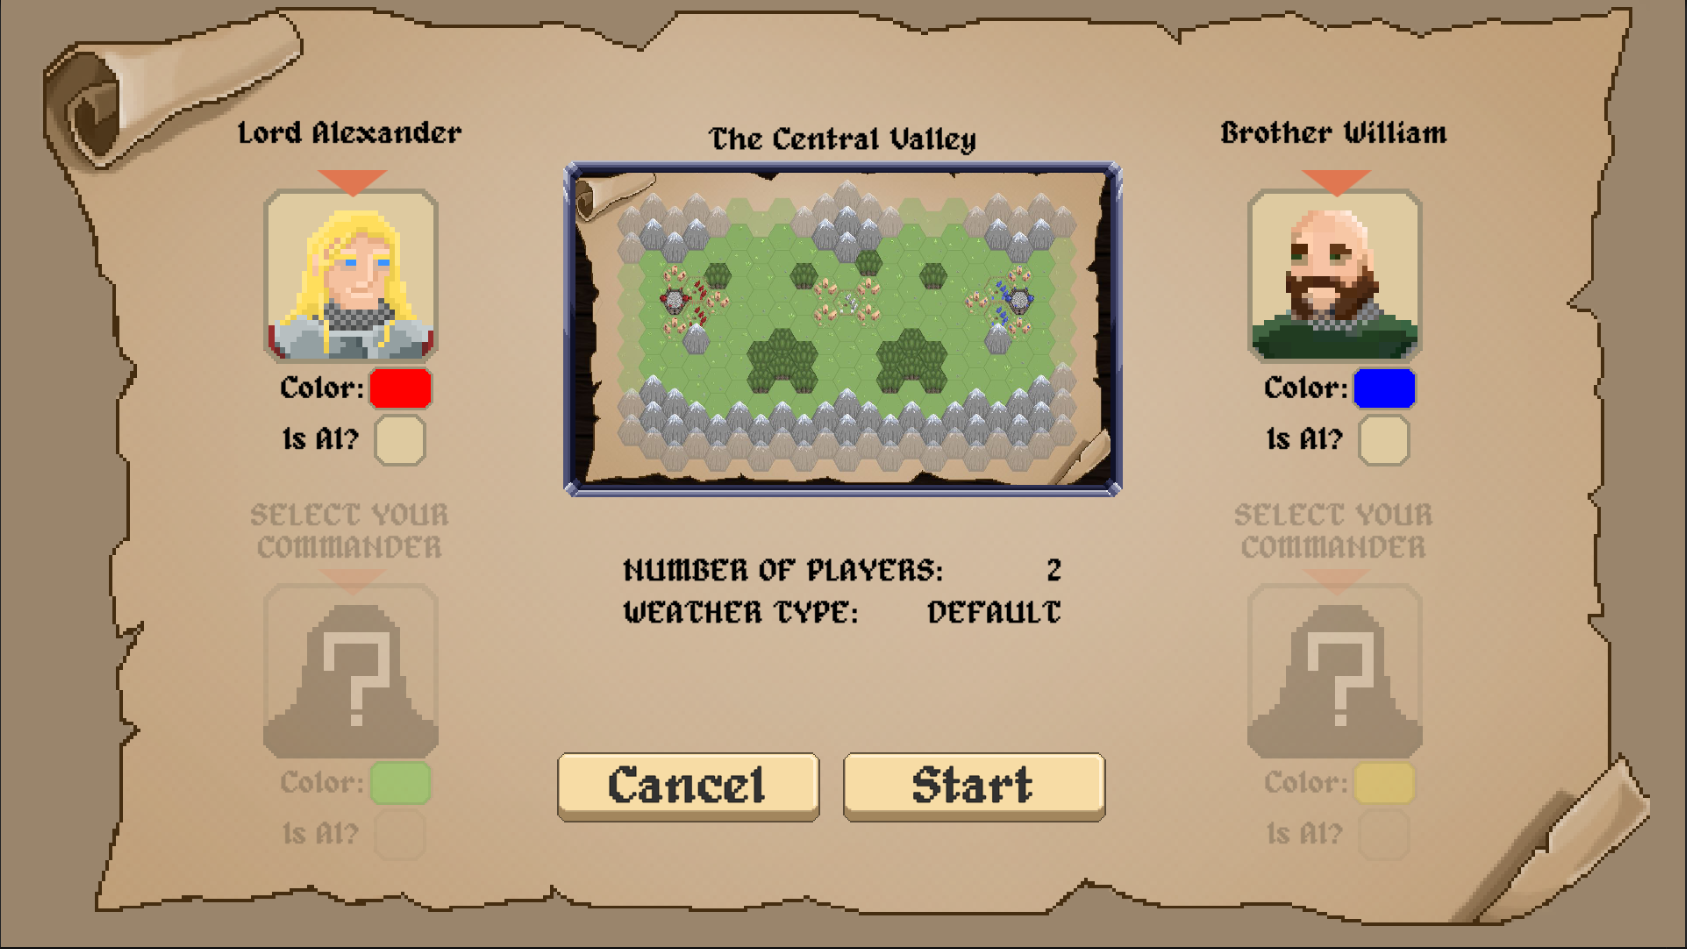 Lord Alexander
The Central Valley
Brother William
Color:
Is AI?
Color:
Is AI?
SELECT YOUR
COMMANDER
SELECT YOUR
COMMANDER
NUMBER OF PLAYERS: 2
WEATHER TYPE: DEFAULT
?
?
Color:
Is AI?
Color:
Is AI?
Cancel
Start